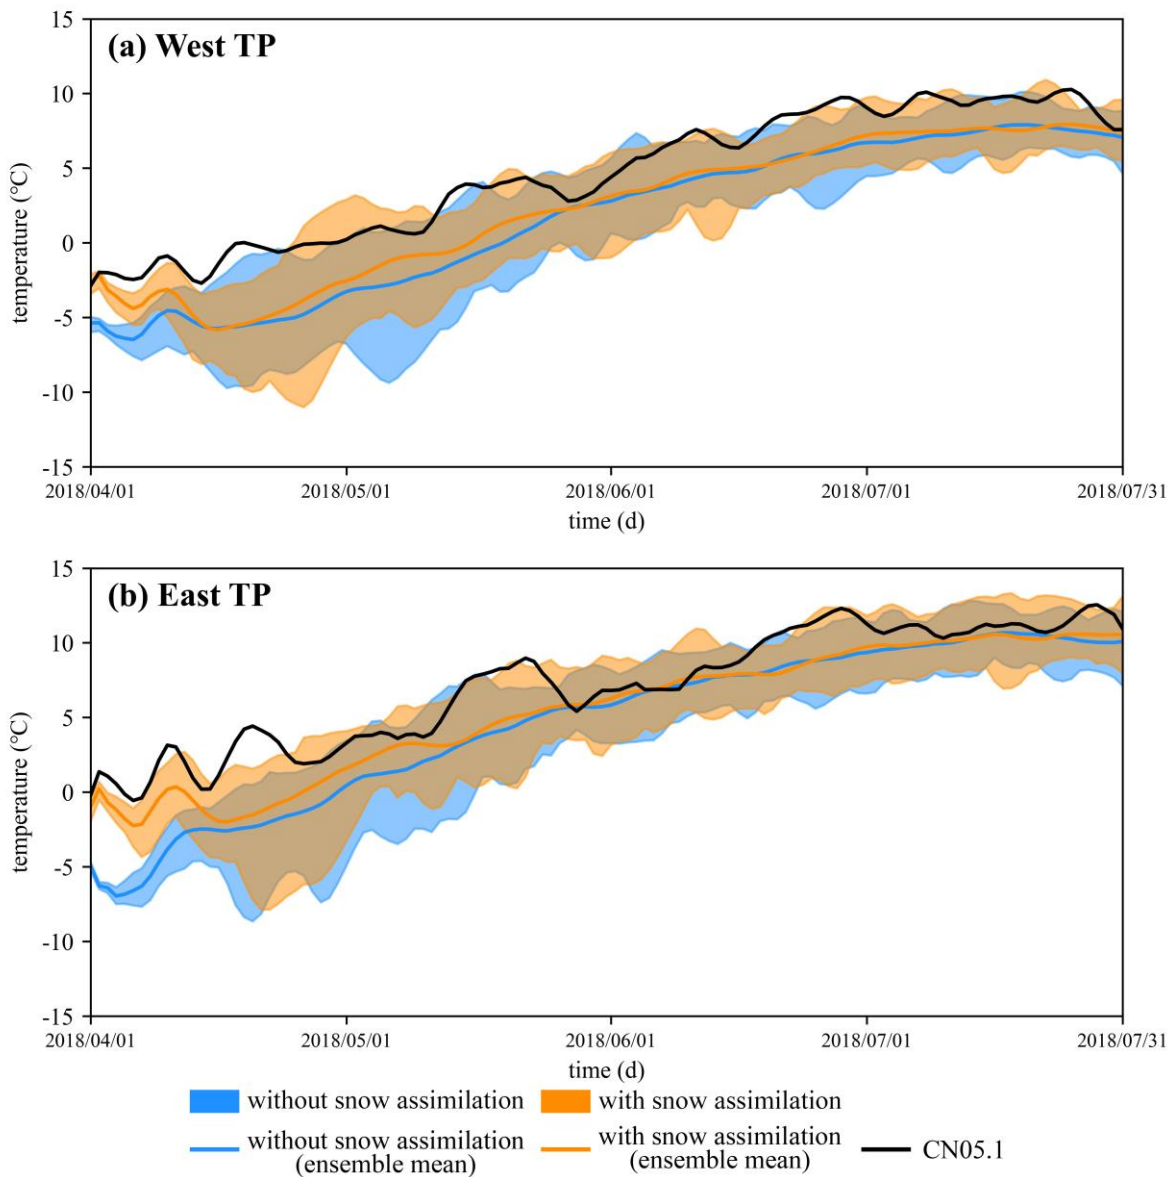 (a) West TP
15
10
5
0
-5
-10
-15
temperature (°C)
2018/04/01 2018/05/01 2018/06/01 2018/07/01 2018/07/31
time (d)
(b) East TP
15
10
5
0
-5
-10
-15
temperature (°C)
2018/04/01 2018/05/01 2018/06/01 2018/07/01 2018/07/31
time (d)
without snow assimilation with snow assimilation
without snow assimilation with snow assimilation CN05.1
(ensemble mean) (ensemble mean)